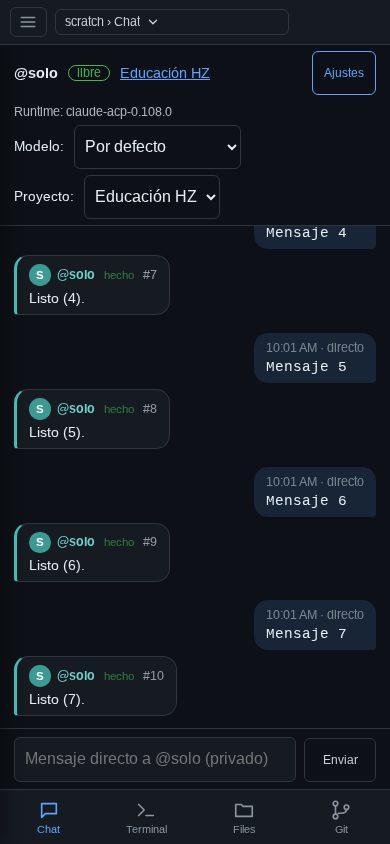 scratch › Chat
@solo libre Educación HZ Ajustes
Runtime: claude-acp-0.108.0
Modelo: Por defecto
Proyecto: Educación HZ
Mensaje 4
S @solo hecho #7
Listo (4).
10:01 AM · directo
Mensaje 5
S @solo hecho #8
Listo (5).
10:01 AM · directo
Mensaje 6
S @solo hecho #9
Listo (6).
10:01 AM · directo
Mensaje 7
S @solo hecho #10
Listo (7).
Mensaje directo a @solo (privado) Enviar
Chat Terminal Files Git